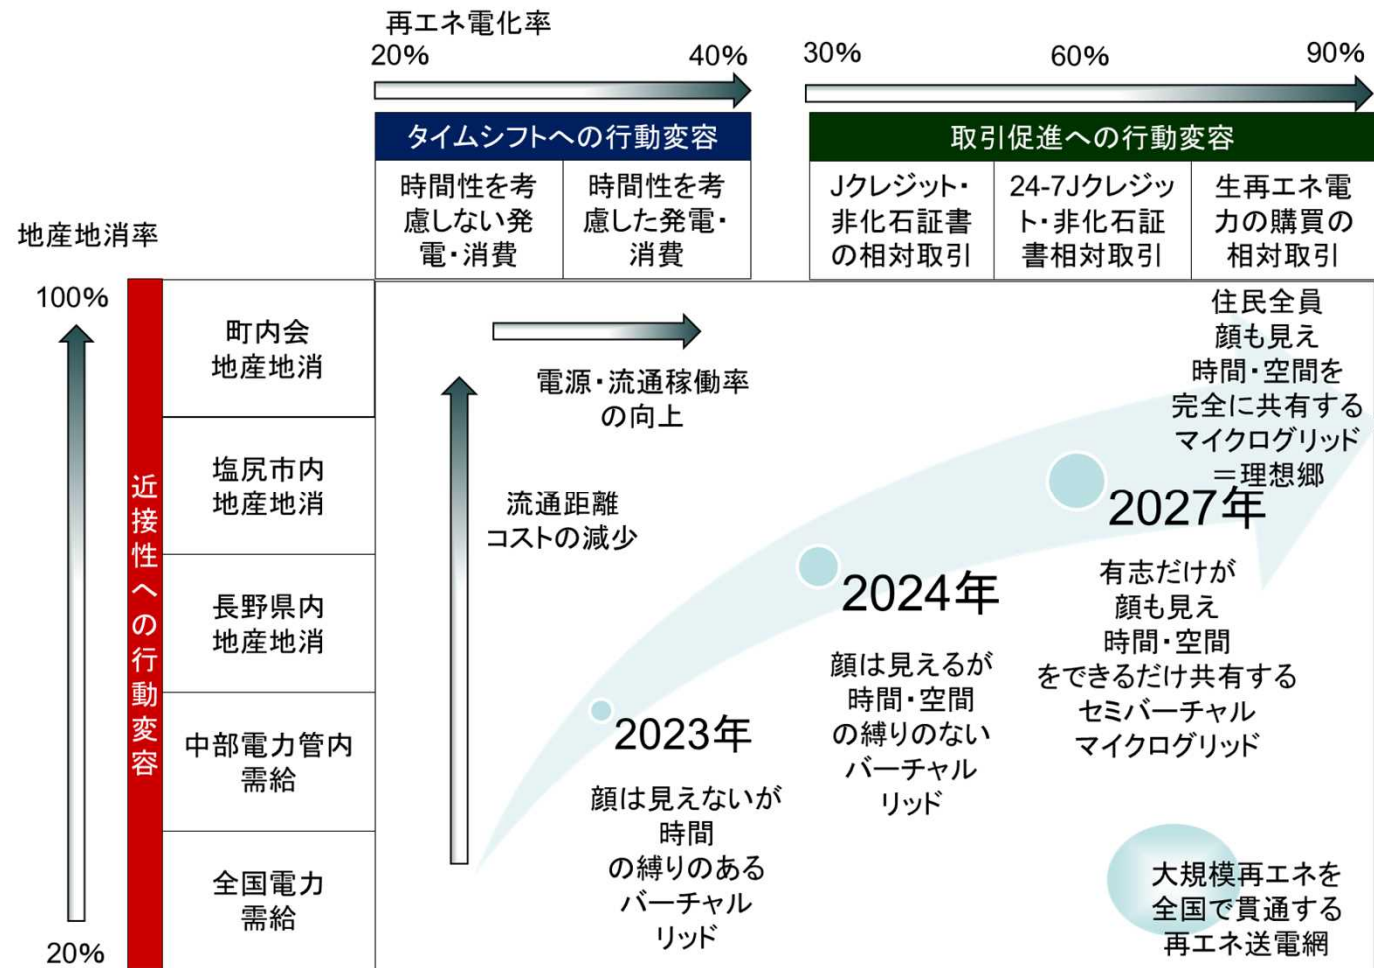 再エネ電化率
20%
40%
30%
60%
90%
タイムシフトへの行動変容
取引促進への行動変容
時間性を考
慮しない発
電・消費
時間性を考
慮した発電・
消費
Jクレジット・
非化石証書
の相対取引
24-7Jクレジッ
ト・非化石証
書相対取引
生再エネ電
力の購買の
相対取引
地産地消率
100%
20%
近接性への行動変容
町内会
地産地消
塩尻市内
地産地消
長野県内
地産地消
中部電力管内
需給
全国電力
需給
電源・流通稼働率
の向上
流通距離
コストの減少
2023年
顔は見えないが
時間
の縛りのある
バーチャル
リッド
2024年
顔は見えるが
時間・空間
の縛りのない
バーチャル
リッド
住民全員
顔も見え
時間・空間を
完全に共有する
マイクログリッド
＝理想郷
2027年
有志だけが
顔も見え
時間・空間
をできるだけ共有する
セミバーチャル
マイクログリッド
大規模再エネを
全国で貫通する
再エネ送電網